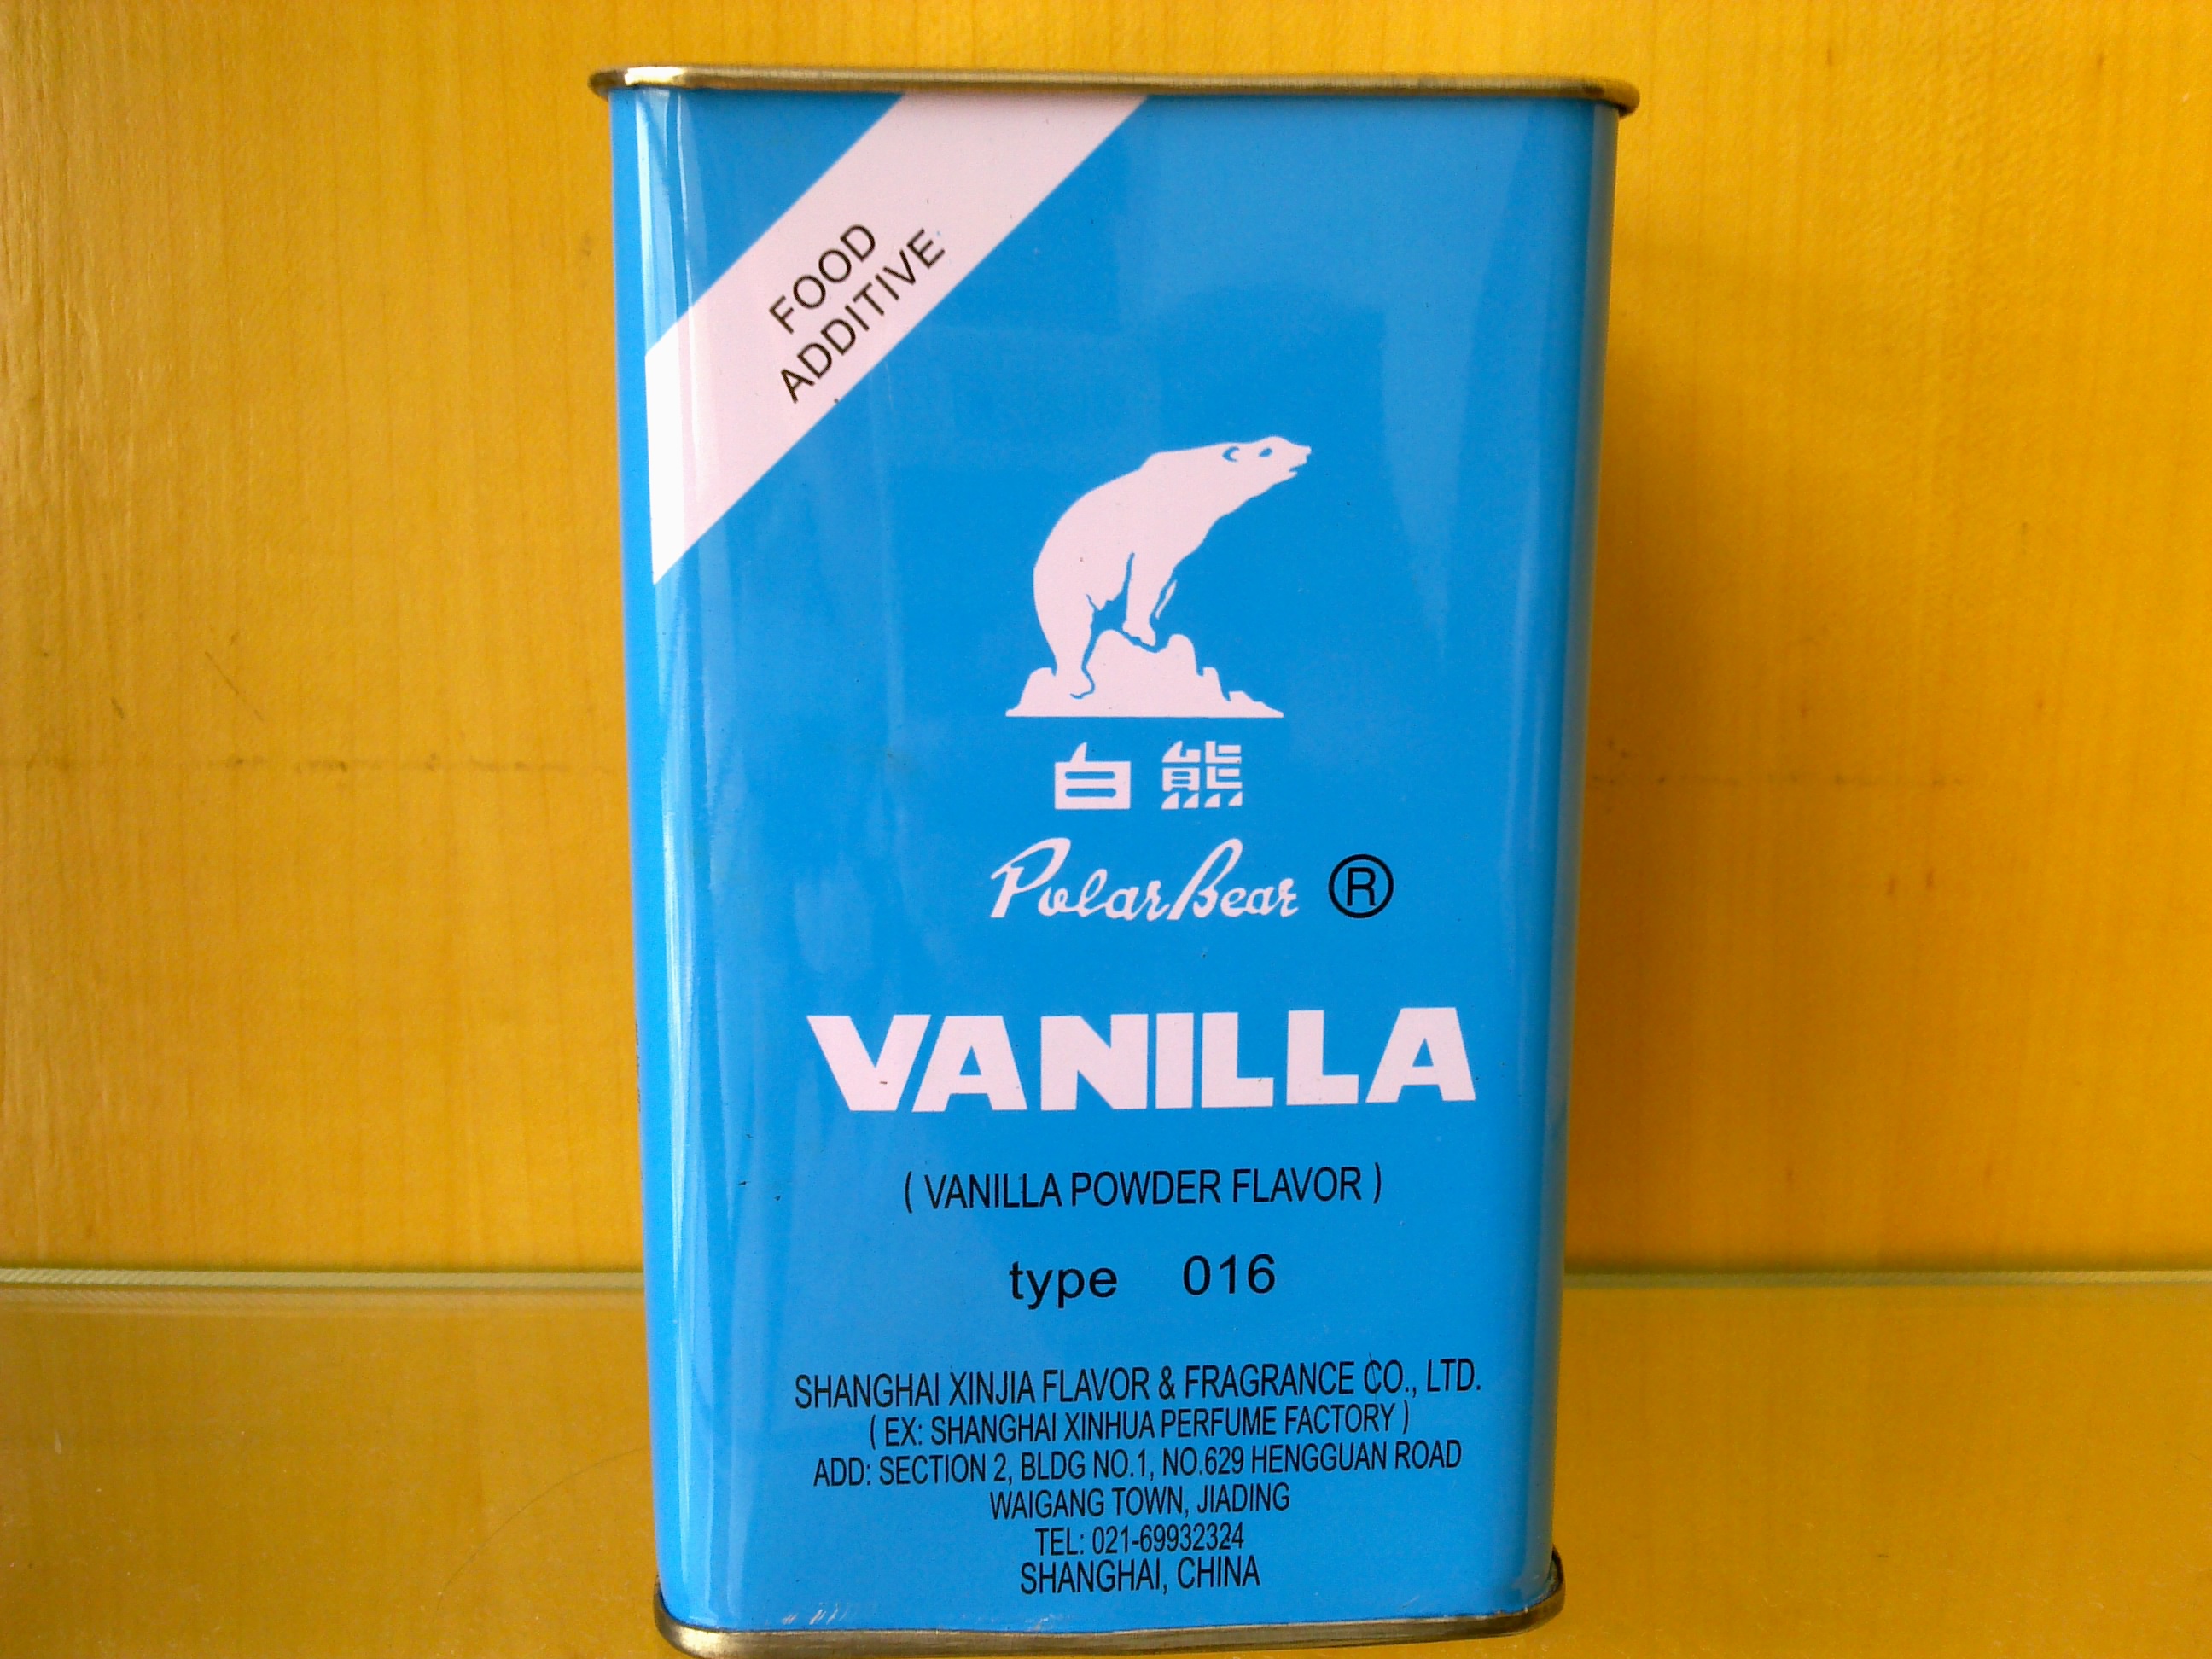 FOOD
ADDITIVE
白熊
Polar Bear ®
VANILLA
( VANILLA POWDER FLAVOR )
type 016
SHANGHAI XINJIA FLAVOR & FRAGRANCE CO., LTD.
( EX: SHANGHAI XINHUA PERFUME FACTORY )
ADD: SECTION 2, BLDG NO.1, NO.629 HENGGUAN ROAD
WAIGANG TOWN, JIADING
TEL: 021-69932324
SHANGHAI, CHINA